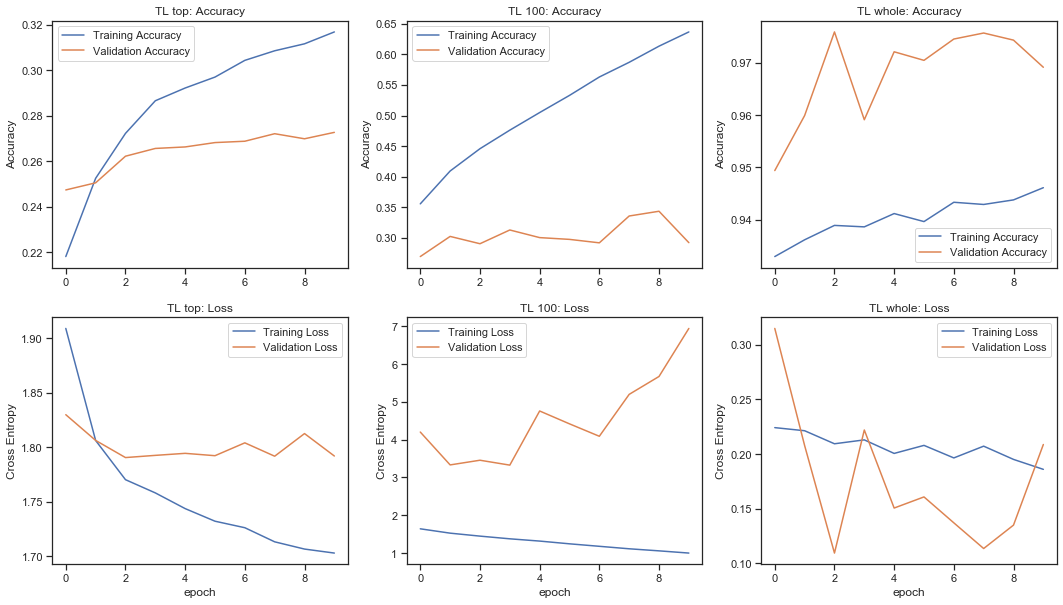 TL top: Accuracy
Training Accuracy
Validation Accuracy
Accuracy
0.32
0.30
0.28
0.26
0.24
0.22
0 2 4 6 8
TL 100: Accuracy
Training Accuracy
Validation Accuracy
Accuracy
0.65
0.60
0.55
0.50
0.45
0.40
0.35
0.30
0 2 4 6 8
TL whole: Accuracy
Training Accuracy
Validation Accuracy
Accuracy
0.97
0.96
0.95
0.94
0 2 4 6 8
TL top: Loss
Training Loss
Validation Loss
Cross Entropy
1.90
1.85
1.80
1.75
1.70
0 2 4 6 8
epoch
TL 100: Loss
Training Loss
Validation Loss
Cross Entropy
7
6
5
4
3
2
1
0 2 4 6 8
epoch
TL whole: Loss
Training Loss
Validation Loss
Cross Entropy
0.30
0.25
0.20
0.15
0.10
0 2 4 6 8
epoch